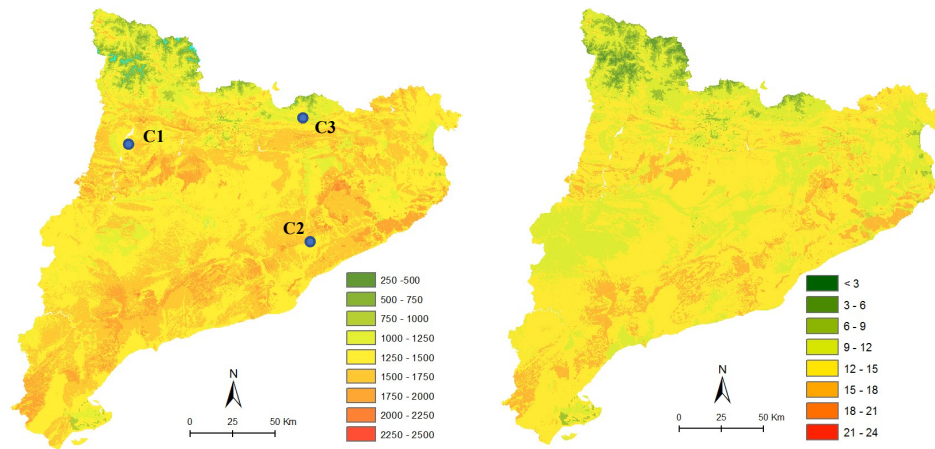 C1
C3
C2
250 -500
500 - 750
750 - 1000
1000 - 1250
1250 - 1500
1500 - 1750
1750 - 2000
2000 - 2250
2250 - 2500
N
0 25 50 Km
< 3
3 - 6
6 - 9
9 - 12
12 - 15
15 - 18
18 - 21
21 - 24
N
0 25 50 Km